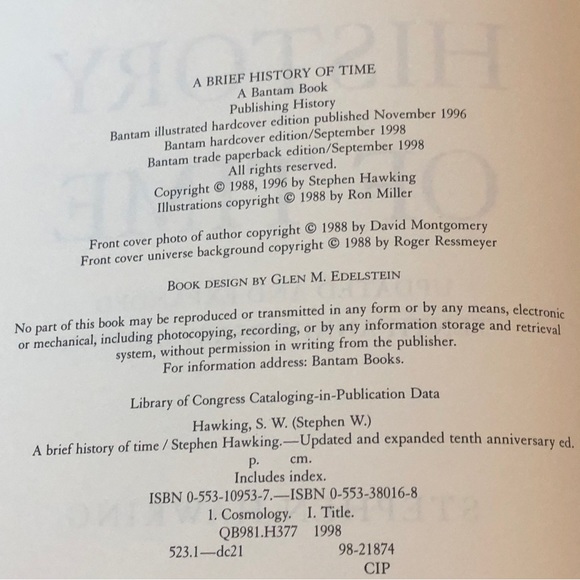 A BRIEF HISTORY OF TIME
A Bantam Book
Publishing History
Bantam illustrated hardcover edition published November 1996
Bantam hardcover edition/September 1998
Bantam trade paperback edition/September 1998
All rights reserved.
Copyright © 1988, 1996 by Stephen Hawking
Illustrations copyright © 1988 by Ron Miller
Front cover photo of author copyright © 1988 by David Montgomery
Front cover universe background copyright © 1988 by Roger Ressmeyer
BOOK DESIGN BY GLEN M. EDELSTEIN
No part of this book may be reproduced or transmitted in any form or by any means, electronic
or mechanical, including photocopying, recording, or by any information storage and retrieval
system, without permission in writing from the publisher.
For information address: Bantam Books.
Library of Congress Cataloging-in-Publication Data
Hawking, S. W. (Stephen W.)
A brief history of time / Stephen Hawking.—Updated and expanded tenth anniversary ed.
p. cm.
Includes index.
ISBN 0-553-10953-7.—ISBN 0-553-38016-8
1. Cosmology. I. Title.
QB981.H377 1998
523.1—dc21 98-21874
CIP